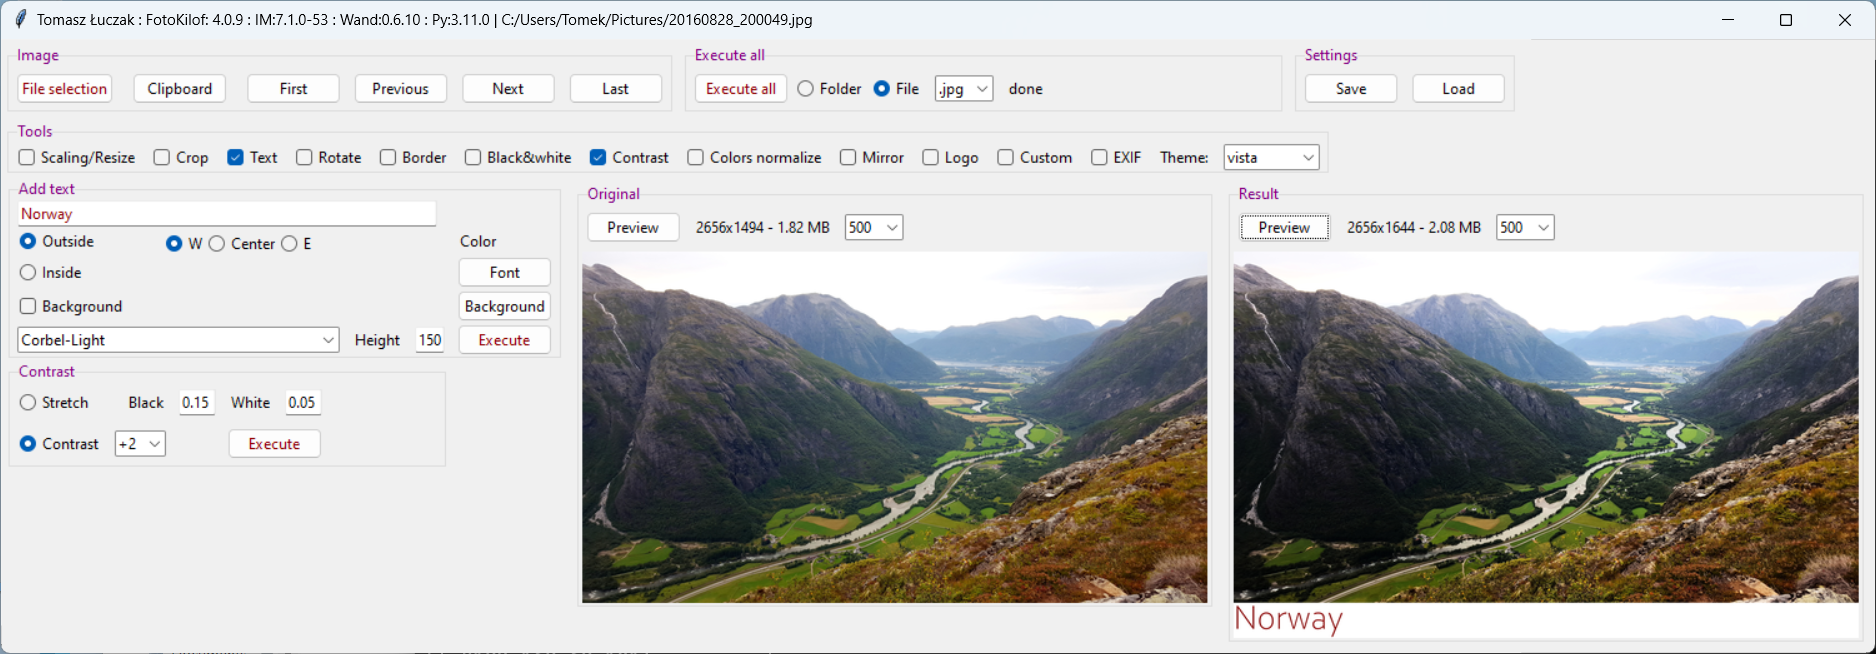 Tomasz Łuczak : FotoKilof: 4.0.9 : IM:7.1.0-53 : Wand:0.6.10 : Py:3.11.0 | C:/Users/Tomek/Pictures/20160828_200049.jpg
Image
File selection Clipboard First Previous Next Last
Execute all
Execute all Folder File .jpg done
Settings
Save Load
Tools
Scaling/Resize Crop Text Rotate Border Black&white Contrast Colors normalize Mirror Logo Custom EXIF Theme: vista
Add text
Norway
Outside W Center E Color
Inside Font
Background Background
Corbel-Light Height 150 Execute
Contrast
Stretch Black 0.15 White 0.05
Contrast +2 Execute
Original
Preview 2656x1494 - 1.82 MB 500
Result
Preview 2656x1644 - 2.08 MB 500
Norway